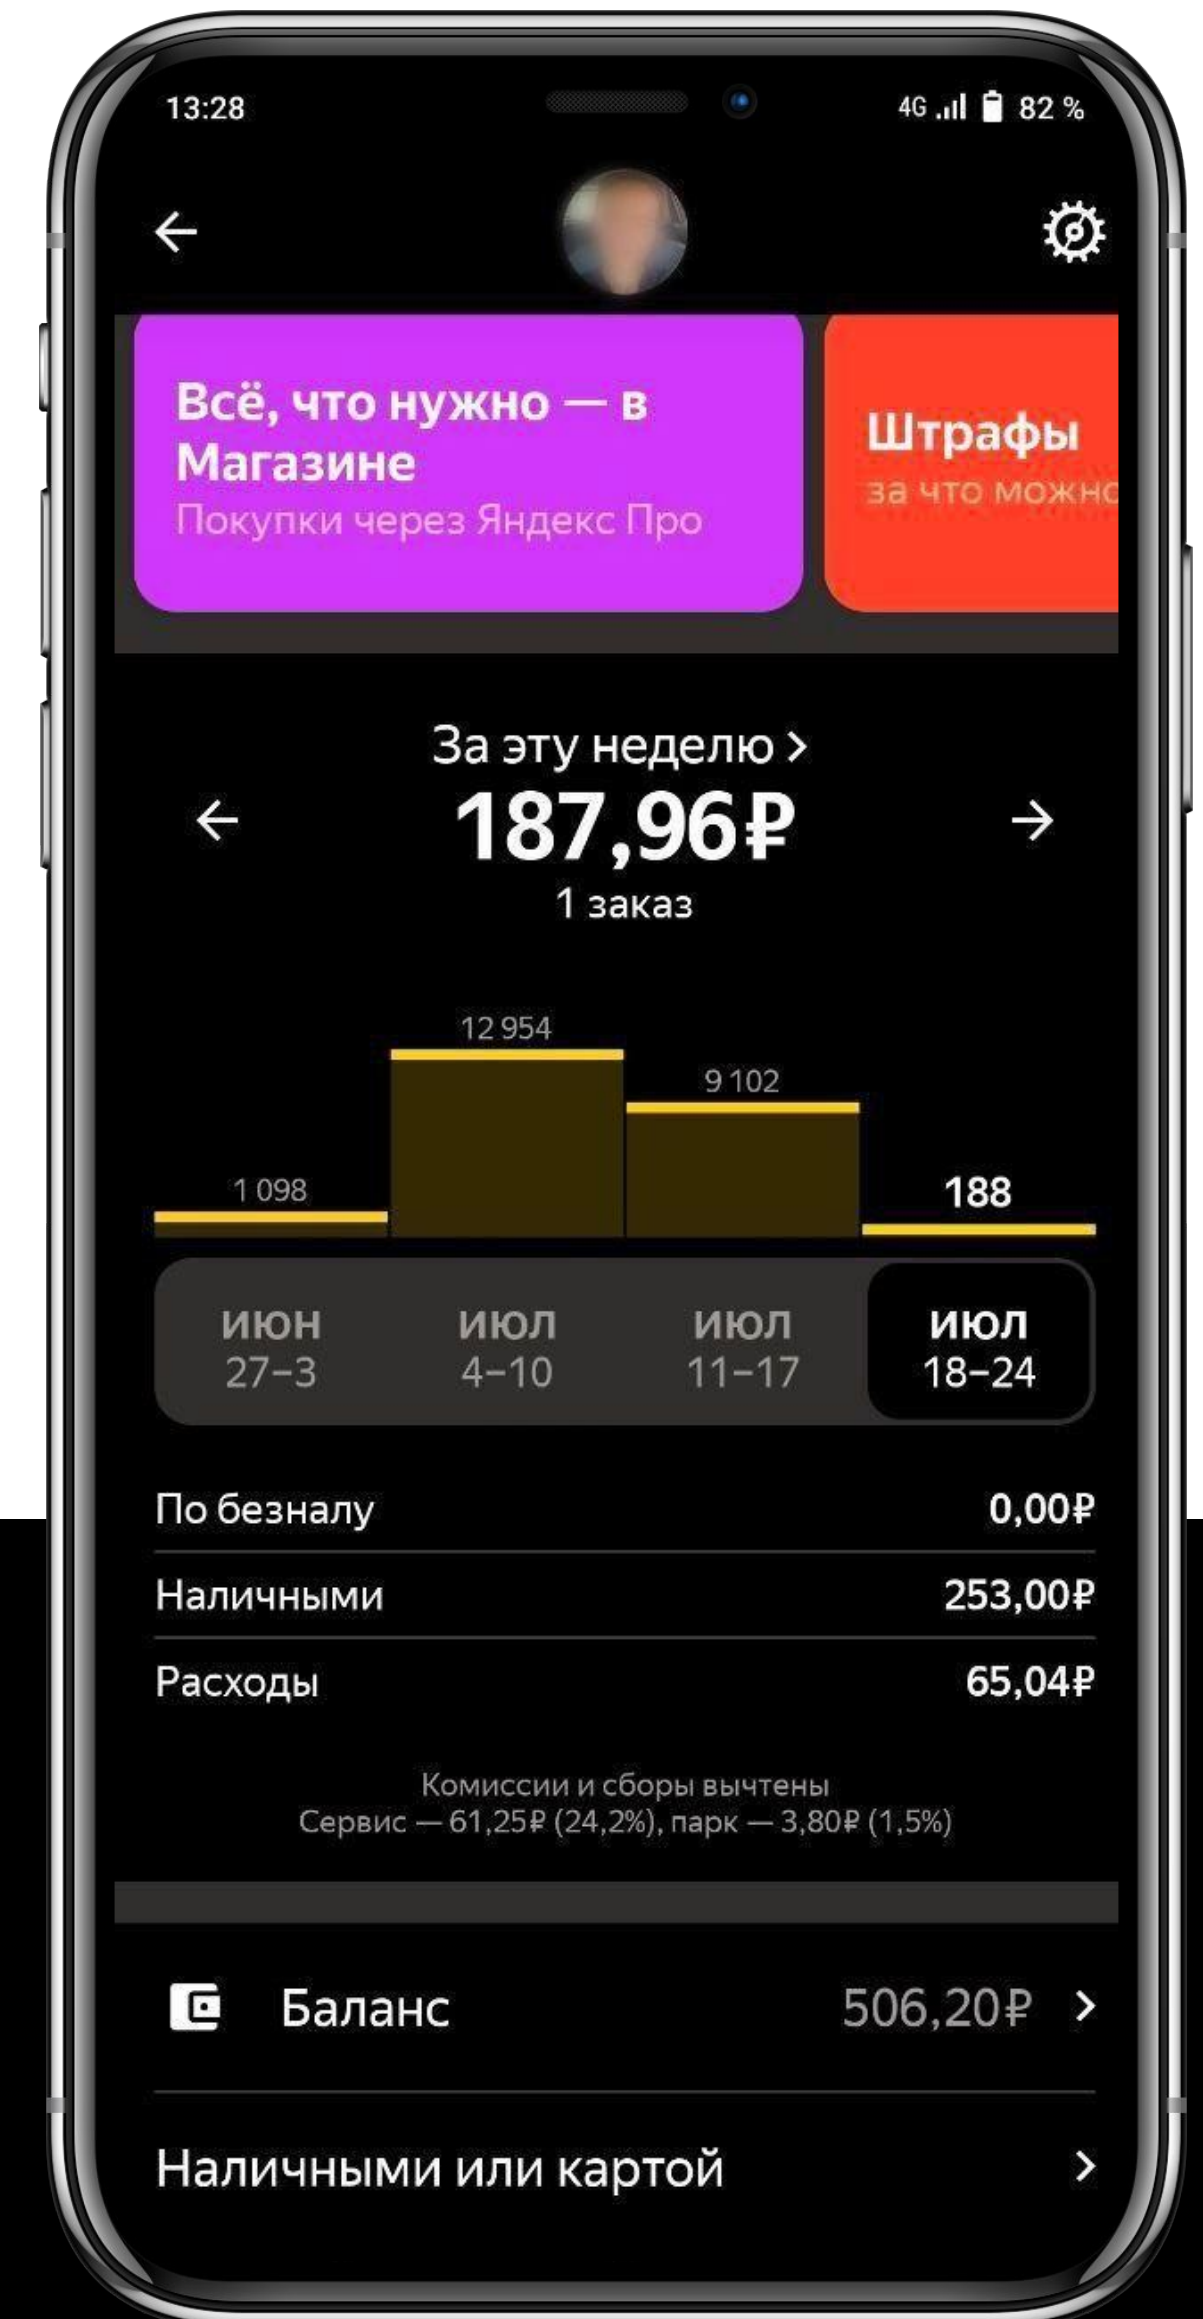 13:28
4G 82 %
Всё, что нужно — в
Магазине
Покупки через Яндекс Про
Штрафы
за что можно
За эту неделю
187,96₽
1 заказ
12 954
9 102
1 098
188
ИЮН
27–3
ИЮЛ
4–10
ИЮЛ
11–17
ИЮЛ
18–24
По безналу 0,00₽
Наличными 253,00₽
Расходы 65,04₽
Комиссии и сборы вычтены
Сервис — 61,25₽ (24,2%), парк — 3,80₽ (1,5%)
Баланс 506,20₽
Наличными или картой